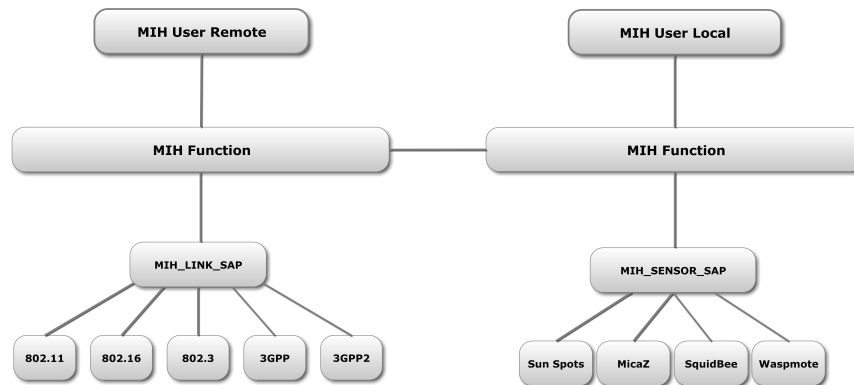 MIH User Remote
MIH User Local
MIH Function
MIH Function
MIH_LINK_SAP
MIH_SENSOR_SAP
802.11
802.16
802.3
3GPP
3GPP2
Sun Spots
MicaZ
SquidBee
Waspmote